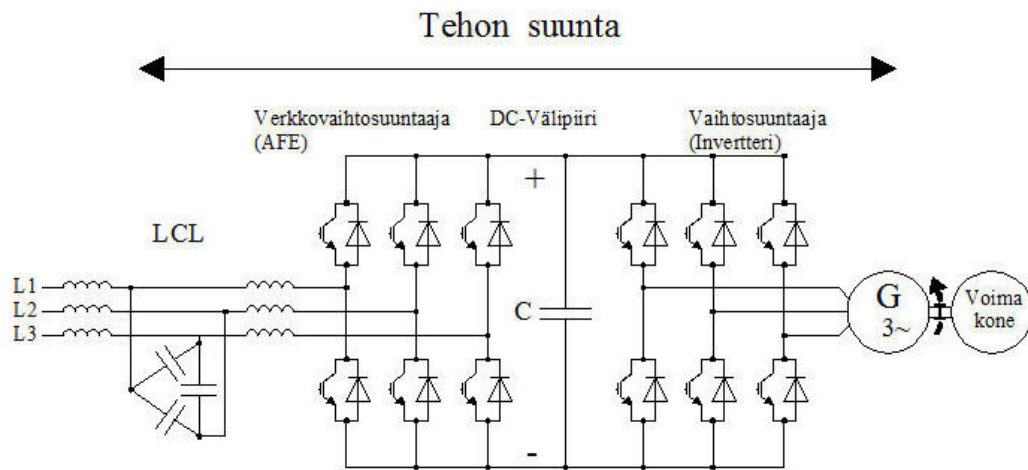 Tehon suunta
Verkkovaihtosuuntaaja
(AFE)
DC-Välipiiri
Vaihtosuuntaaja
(Invertteri)
+
LCL
L1
L2
L3
C
G
3~
Voima
kone
-